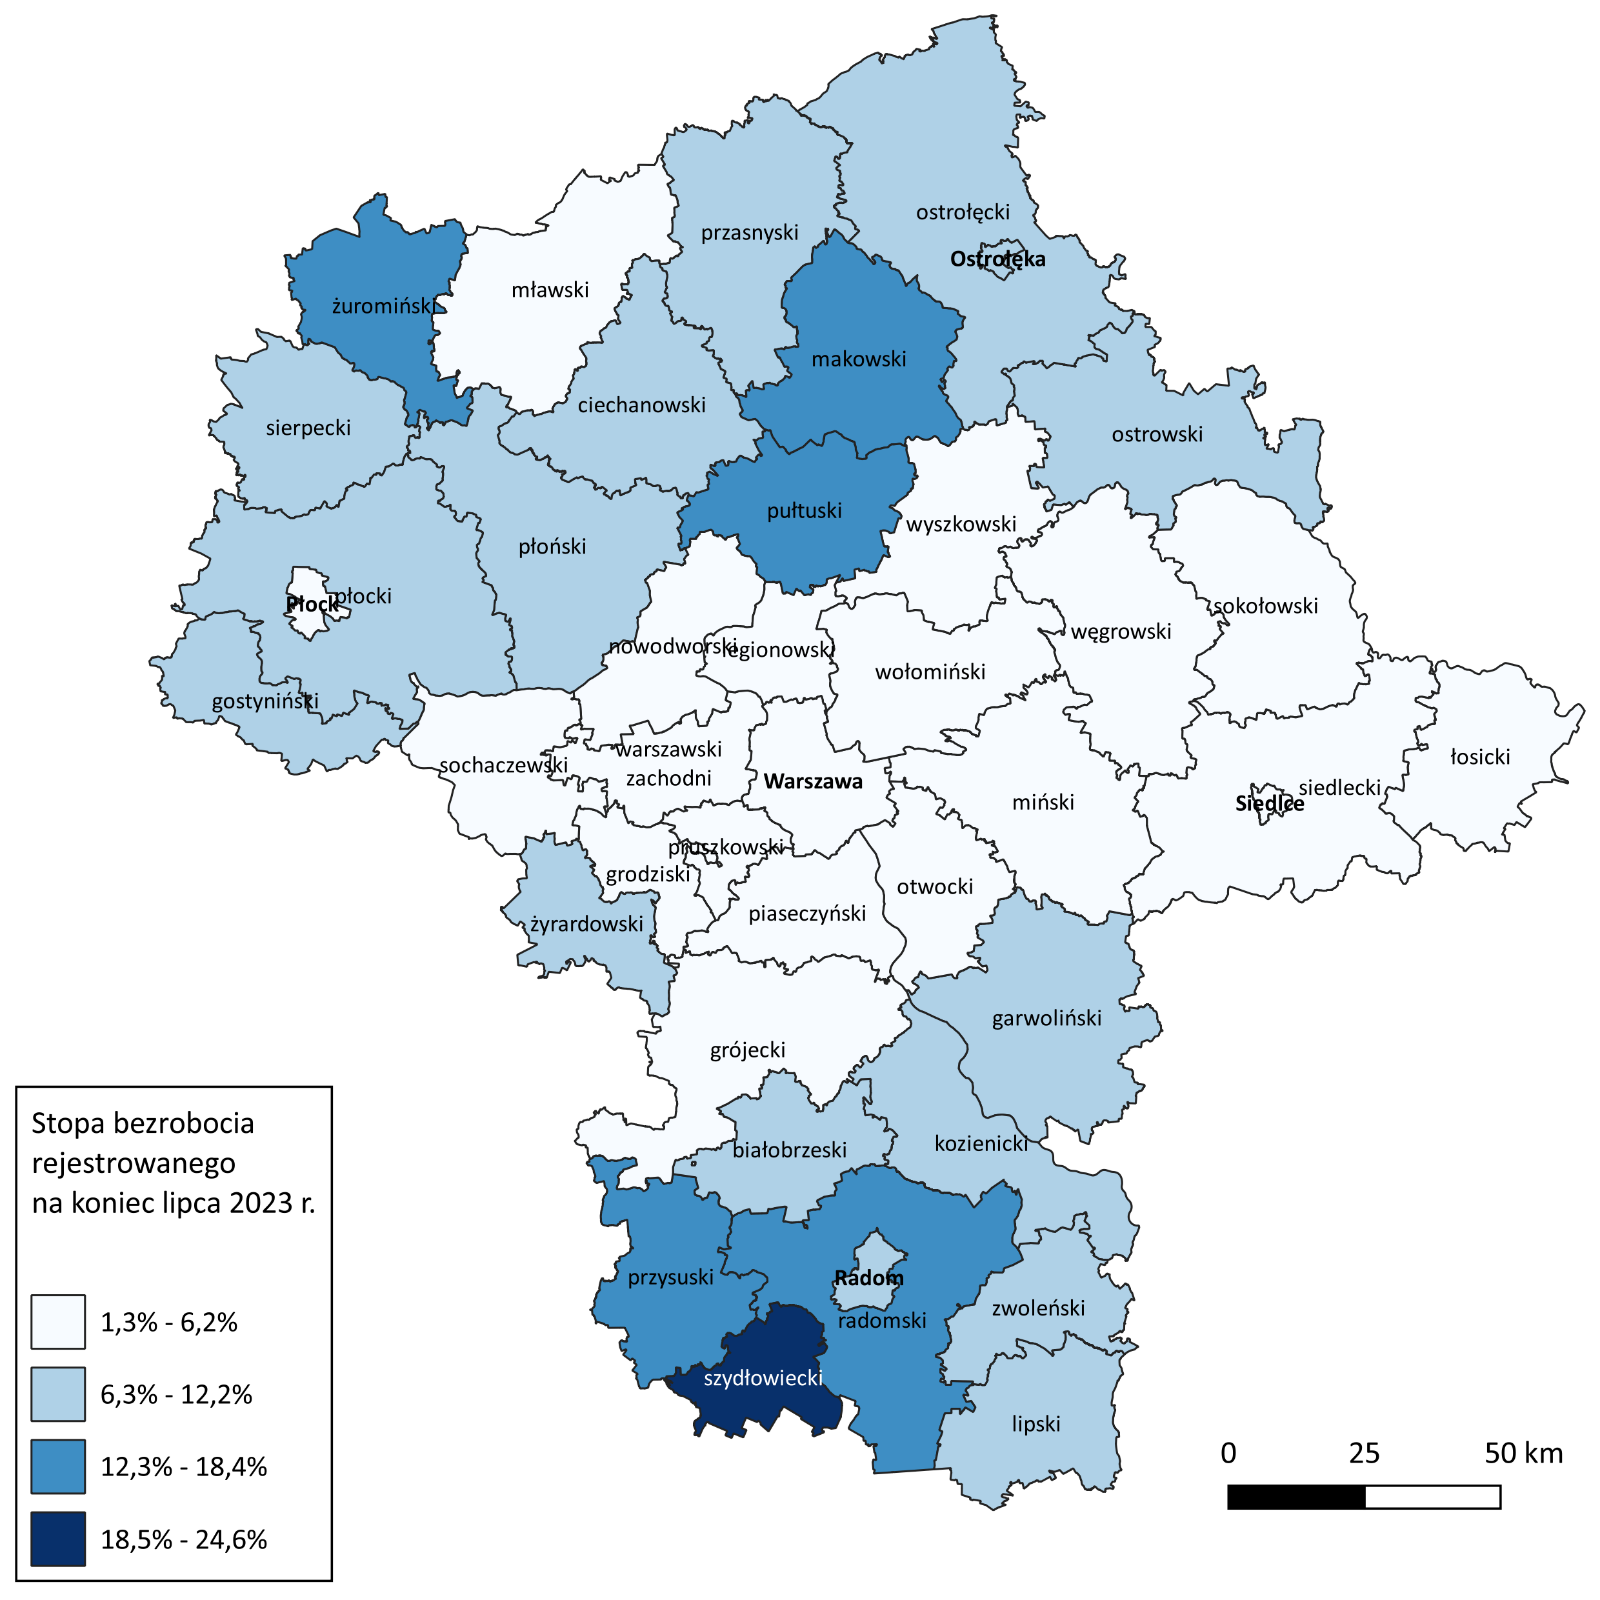 ostrołęcki
przasnyski
Ostrołęka
mławski
żuromiński
makowski
ciechanowski
sierpecki
ostrowski
pułtuski
wyszkowski
płoński
płocki
Płock
sokołowski
węgrowski
nowodworski
legionowski
wołomiński
gostyniński
warszawski
zachodni
sochaczewski
Warszawa
łosicki
siedlecki
Siedlce
miński
pruszkowski
grodziski
otwocki
piaseczyński
żyrardowski
garwoliński
grójecki
białobrzeski
kozienicki
przysuski
Radom
radomski
zwoleński
szydłowiecki
lipski
Stopa bezrobocia
rejestrowanego
na koniec lipca 2023 r.
1,3% - 6,2%
6,3% - 12,2%
12,3% - 18,4%
18,5% - 24,6%
0 25 50 km